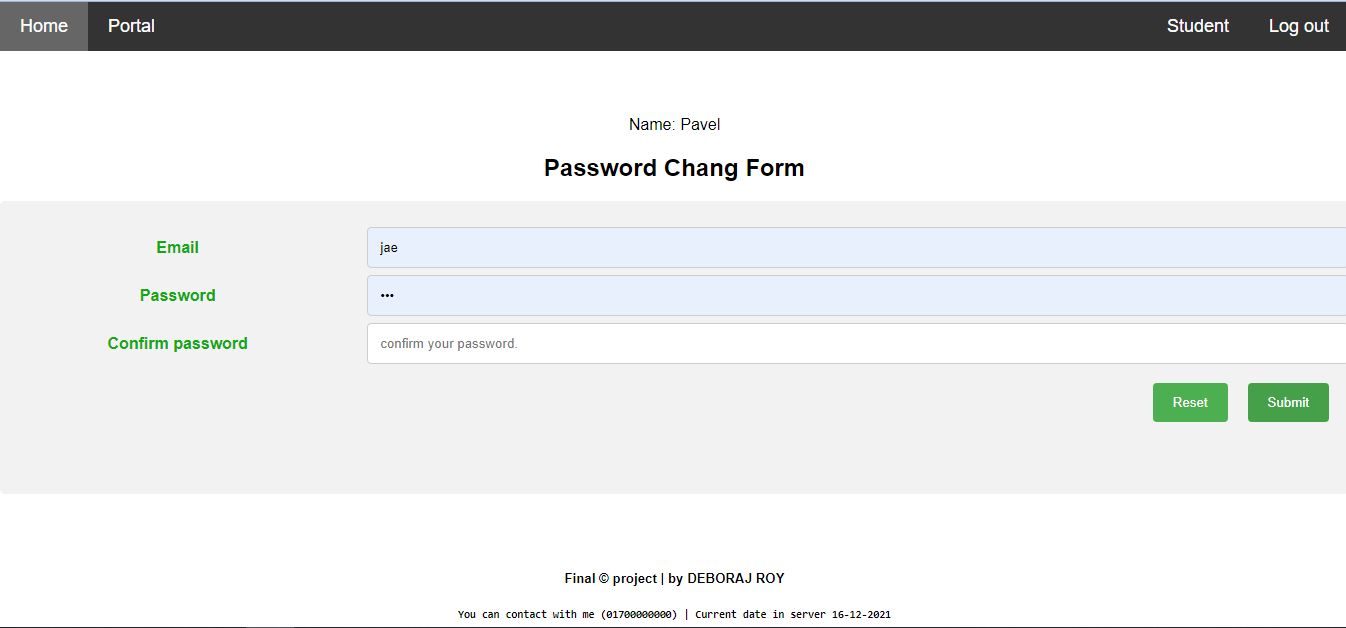 Home Portal Student Log out
Name: Pavel
Password Chang Form
Email jae
Password •••
Confirm password confirm your password.
Reset Submit
Final © project | by DEBORAJ ROY
You can contact with me (01700000000) | Current date in server 16-12-2021